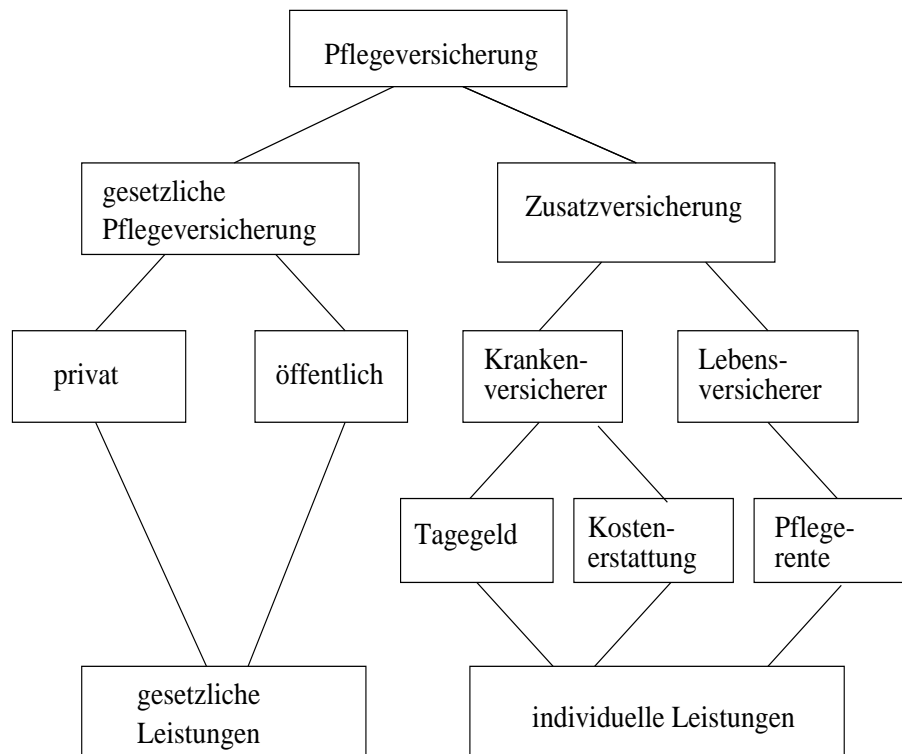 Pflegeversicherung
gesetzliche
Pflegeversicherung
Zusatzversicherung
privat
öffentlich
Kranken-
versicherer
Lebens-
versicherer
Tagegeld
Kosten-
erstattung
Pflege-
rente
gesetzliche
Leistungen
individuelle Leistungen